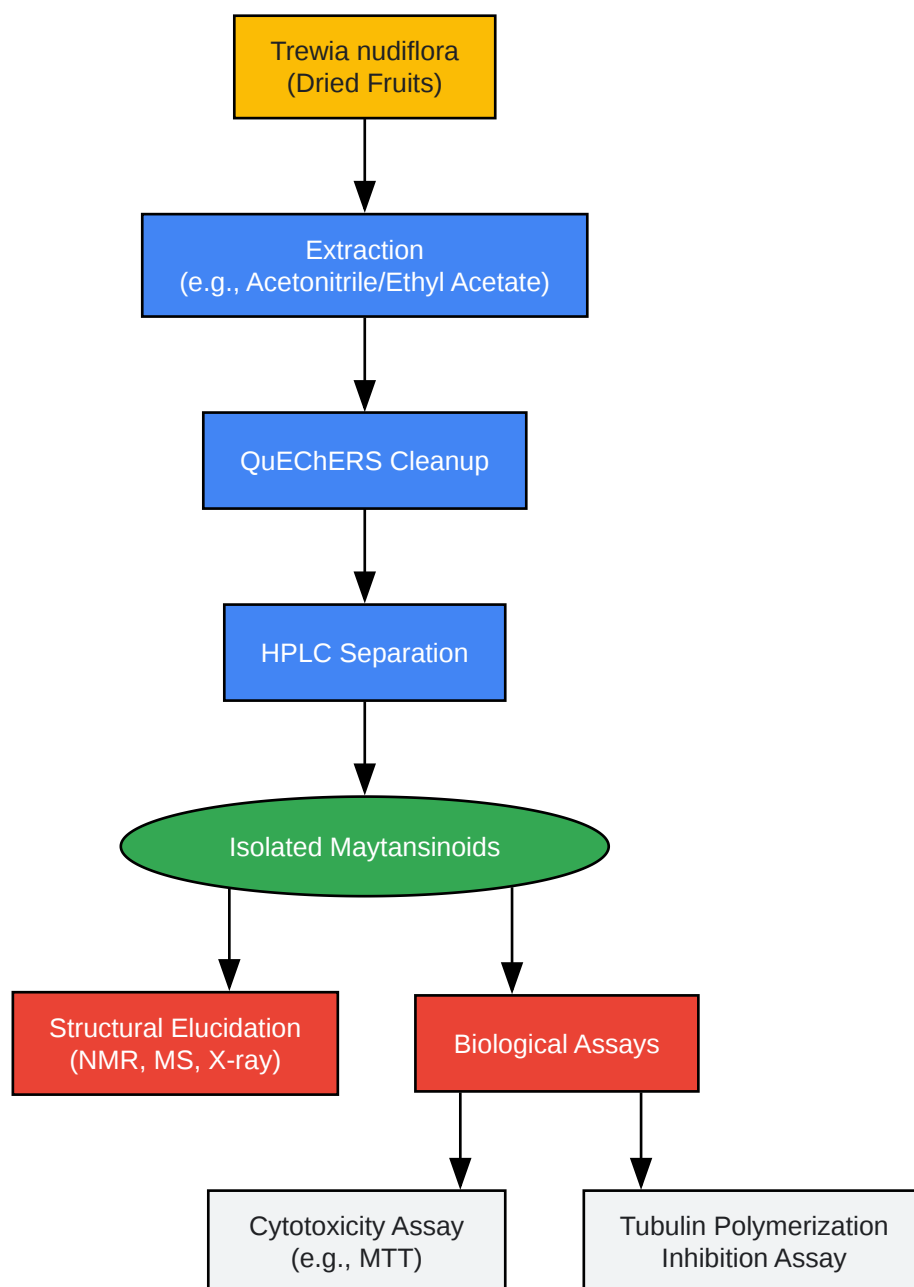 Trewia nudiflora
(Dried Fruits)
Extraction
(e.g., Acetonitrile/Ethyl Acetate)
QuEChERS Cleanup
HPLC Separation
Isolated Maytansinoids
Structural Elucidation
(NMR, MS, X-ray)
Biological Assays
Cytotoxicity Assay
(e.g., MTT)
Tubulin Polymerization
Inhibition Assay